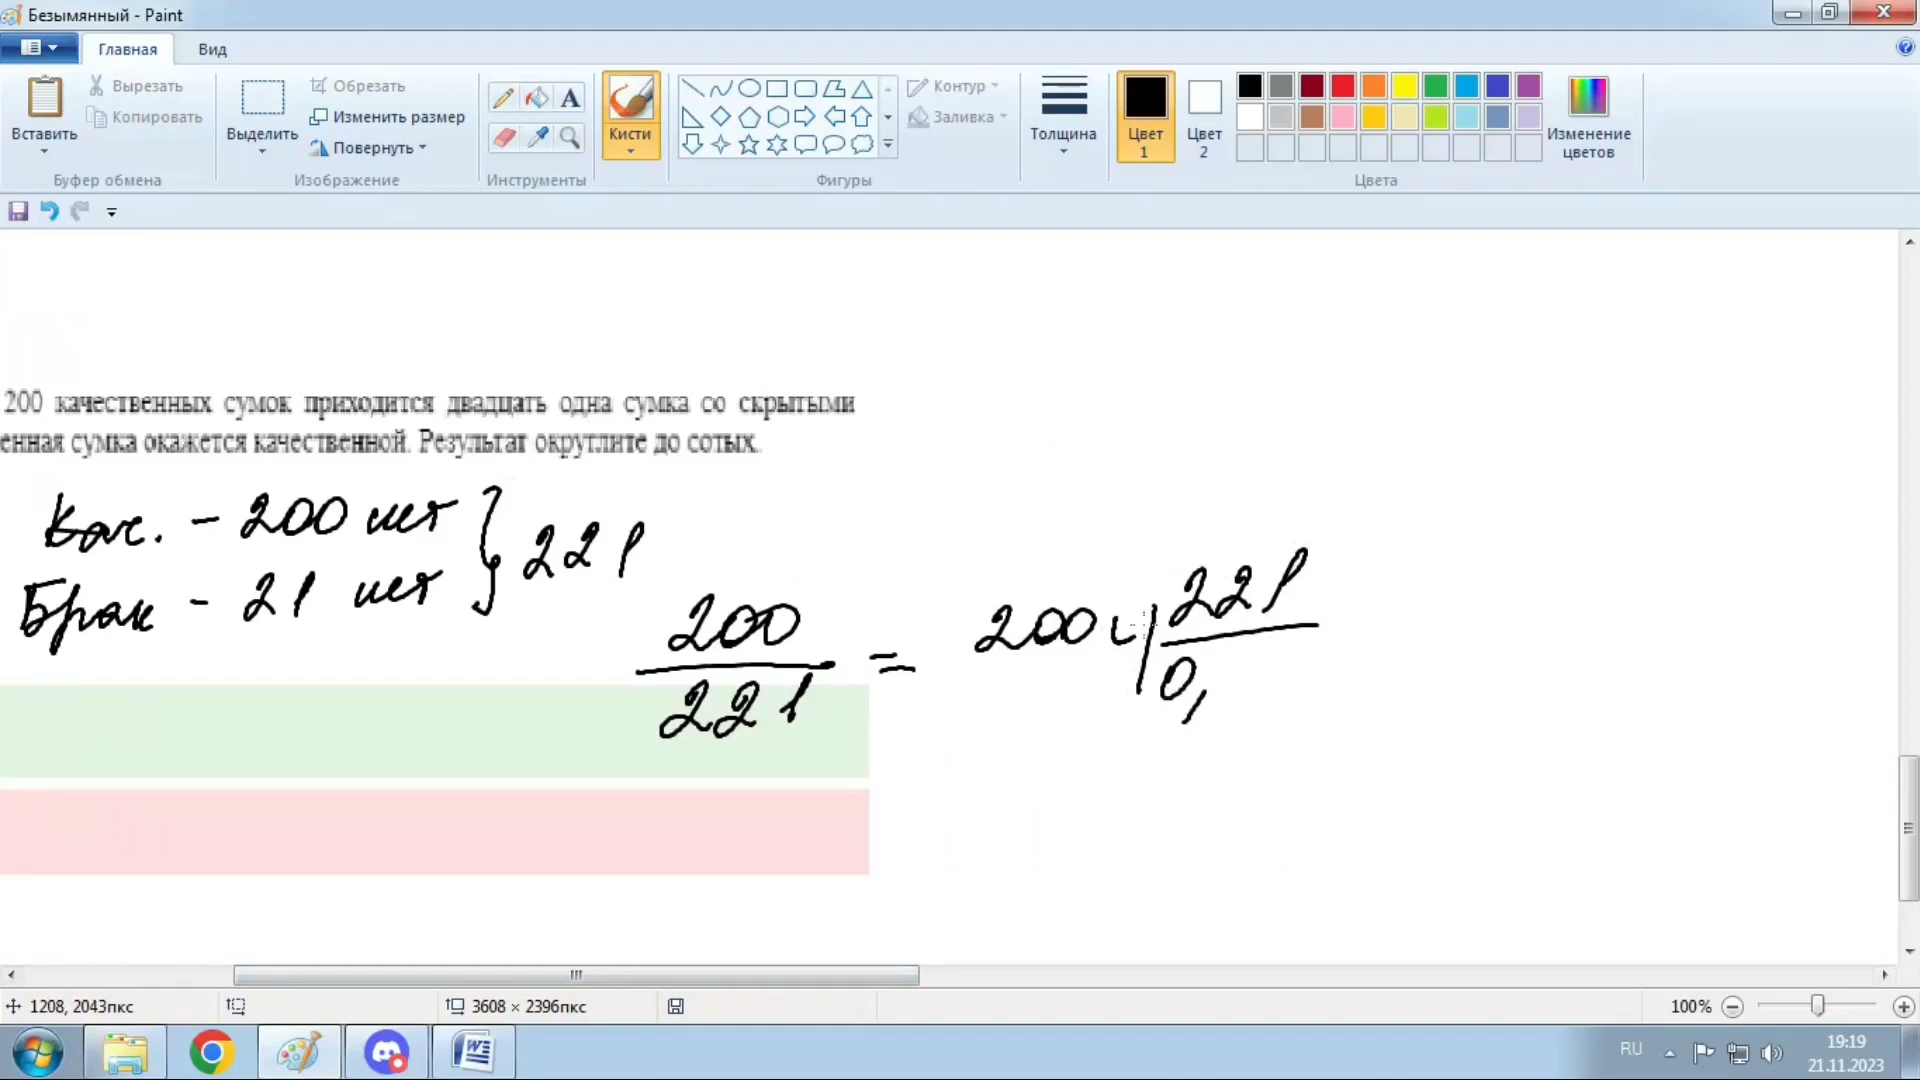 Безымянный - Paint
Главная
Вид
Вставить
Вырезать
Копировать
Буфер обмена
Выделить
Обрезать
Изменить размер
Повернуть
Изображение
A
Инструменты
Кисти
Контур
Заливка
Фигуры
Толщина
Цвет
1
Цвет
2
Изменение
цветов
Цвета
200 качественных сумок приходится двадцать одна сумка со скрытыми
енная сумка окажется качественной. Результат округлите до сотых.
Кач. - 200 шт
Брак - 21 шт
221
200
221
=
200
221
0,
1208, 2043пкс
3608 × 2396пкс
100%
RU
19:19
21.11.2023